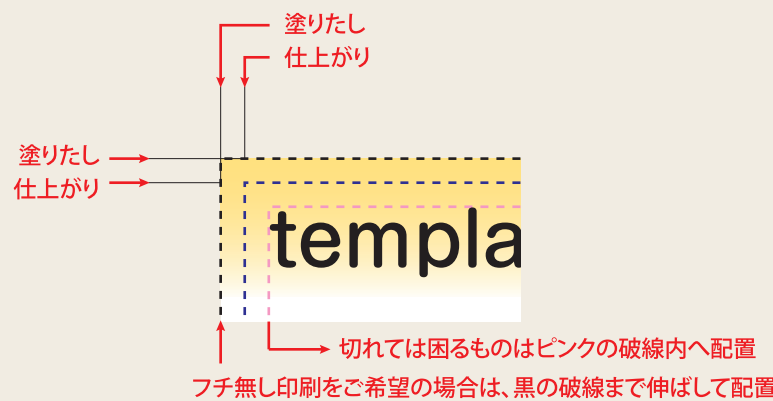 塗りたし
仕上がり
塗りたし
仕上がり
templa
切れては困るものはピンクの破線内へ配置
フチ無し印刷をご希望の場合は、黒の破線まで伸ばして配置